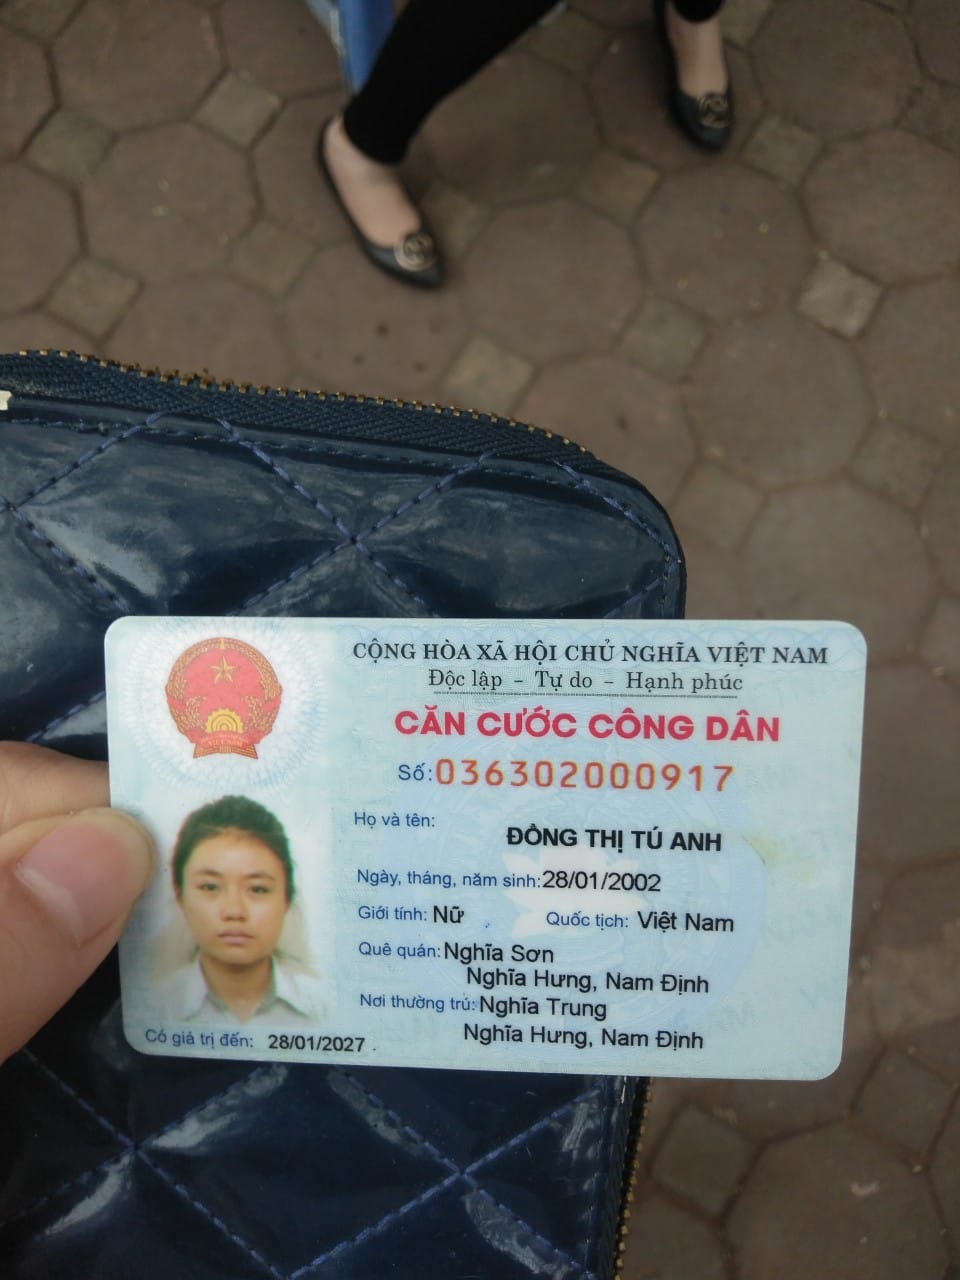 CỘNG HÒA XÃ HỘI CHỦ NGHĨA VIỆT NAM
Độc lập - Tự do - Hạnh phúc
CĂN CƯỚC CÔNG DÂN
Số: 036302000917
Họ và tên:
ĐỒNG THỊ TÚ ANH
Ngày, tháng, năm sinh: 28/01/2002
Giới tính: Nữ Quốc tịch: Việt Nam
Quê quán: Nghĩa Sơn
Nghĩa Hưng, Nam Định
Nơi thường trú: Nghĩa Trung
Nghĩa Hưng, Nam Định
Có giá trị đến: 28/01/2027